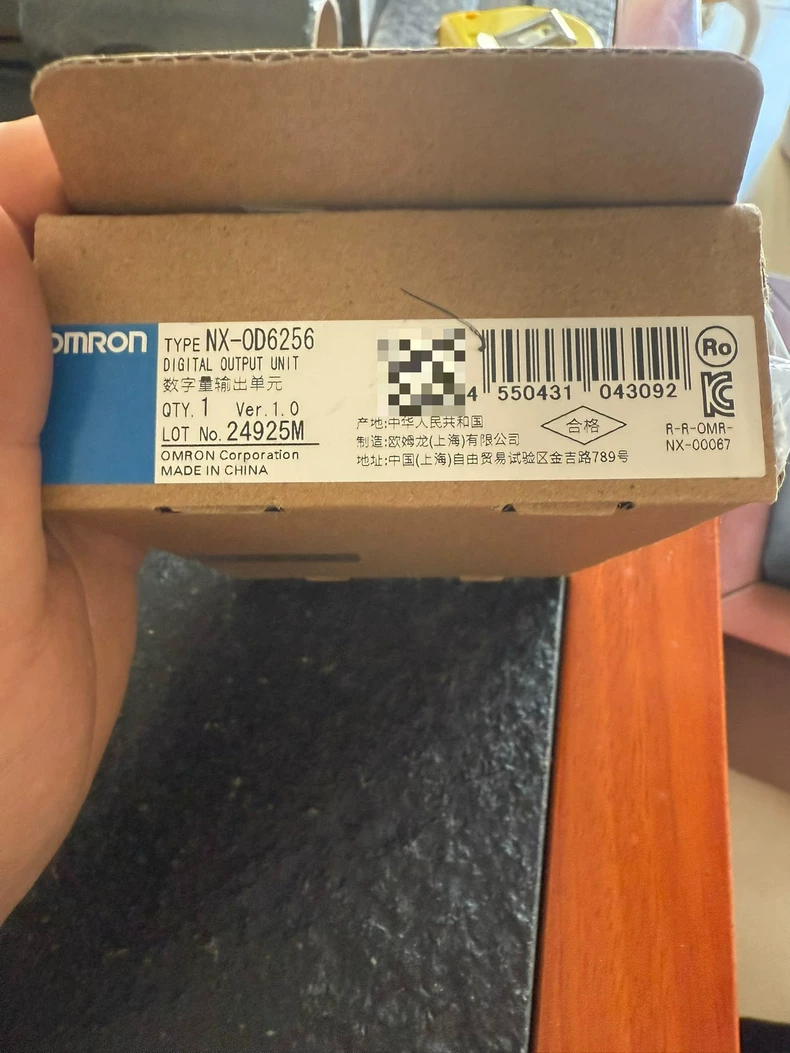 OMRON
TYPE NX-OD6256
DIGITAL OUTPUT UNIT
数字量输出单元
QTY. 1 Ver.1.0
LOT No. 24925M
OMRON Corporation
MADE IN CHINA
4 550431 043092
产地:中华人民共和国
制造:欧姆龙(上海)有限公司
地址:中国(上海)自由贸易试验区金吉路789号
合格
Ro
R-R-OMR-
NX-00067